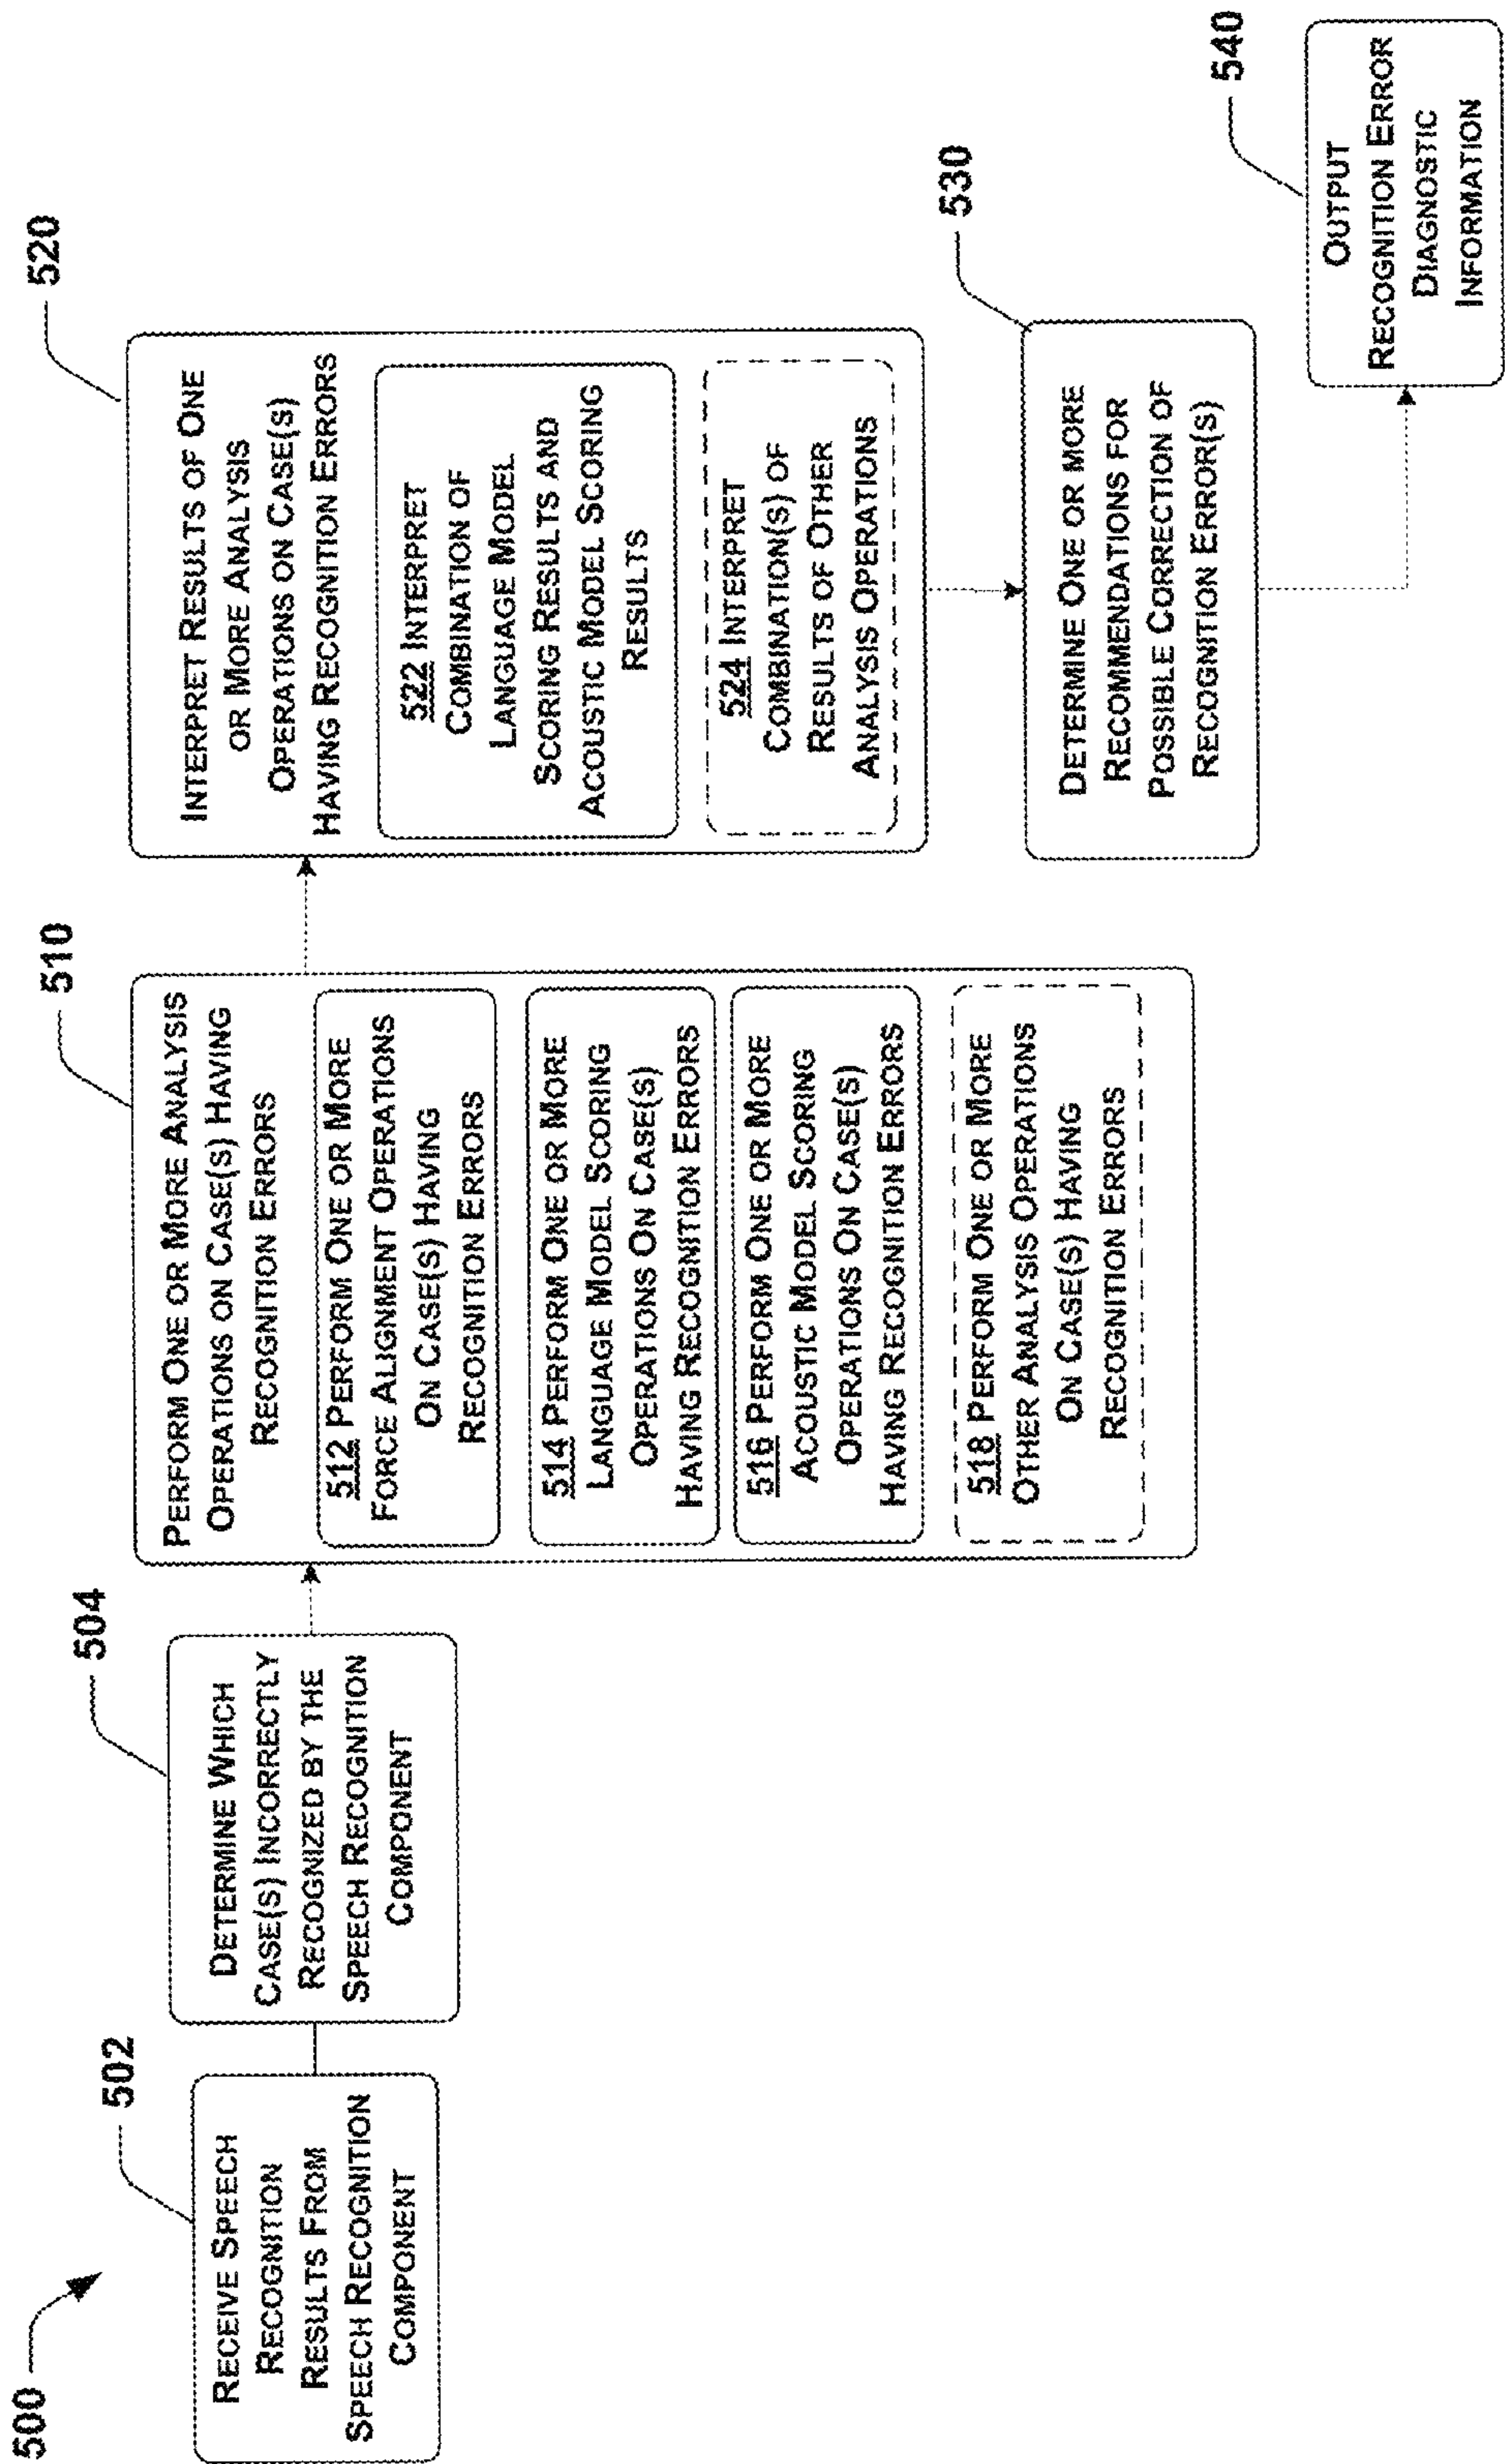 500
502
RECEIVE SPEECH
RECOGNITION
RESULTS FROM
SPEECH RECOGNITION
COMPONENT
504
DETERMINE WHICH
CASE(S) INCORRECTLY
RECOGNIZED BY THE
SPEECH RECOGNITION
COMPONENT
510
PERFORM ONE OR MORE ANALYSIS
OPERATIONS ON CASE(S) HAVING
RECOGNITION ERRORS
512 PERFORM ONE OR MORE
FORCE ALIGNMENT OPERATIONS
ON CASE(S) HAVING
RECOGNITION ERRORS
514 PERFORM ONE OR MORE
LANGUAGE MODEL SCORING
OPERATIONS ON CASE(S)
HAVING RECOGNITION ERRORS
516 PERFORM ONE OR MORE
ACOUSTIC MODEL SCORING
OPERATIONS ON CASE(S)
HAVING RECOGNITION ERRORS
518 PERFORM ONE OR MORE
OTHER ANALYSIS OPERATIONS
ON CASE(S) HAVING
RECOGNITION ERRORS
520
INTERPRET RESULTS OF ONE
OR MORE ANALYSIS
OPERATIONS ON CASE(S)
HAVING RECOGNITION ERRORS
522 INTERPRET
COMBINATION OF
LANGUAGE MODEL
SCORING RESULTS AND
ACOUSTIC MODEL SCORING
RESULTS
524 INTERPRET
COMBINATION(S) OF
RESULTS OF OTHER
ANALYSIS OPERATIONS
530
DETERMINE ONE OR MORE
RECOMMENDATIONS FOR
POSSIBLE CORRECTION OF
RECOGNITION ERROR(S)
540
OUTPUT
RECOGNITION ERROR
DIAGNOSTIC
INFORMATION